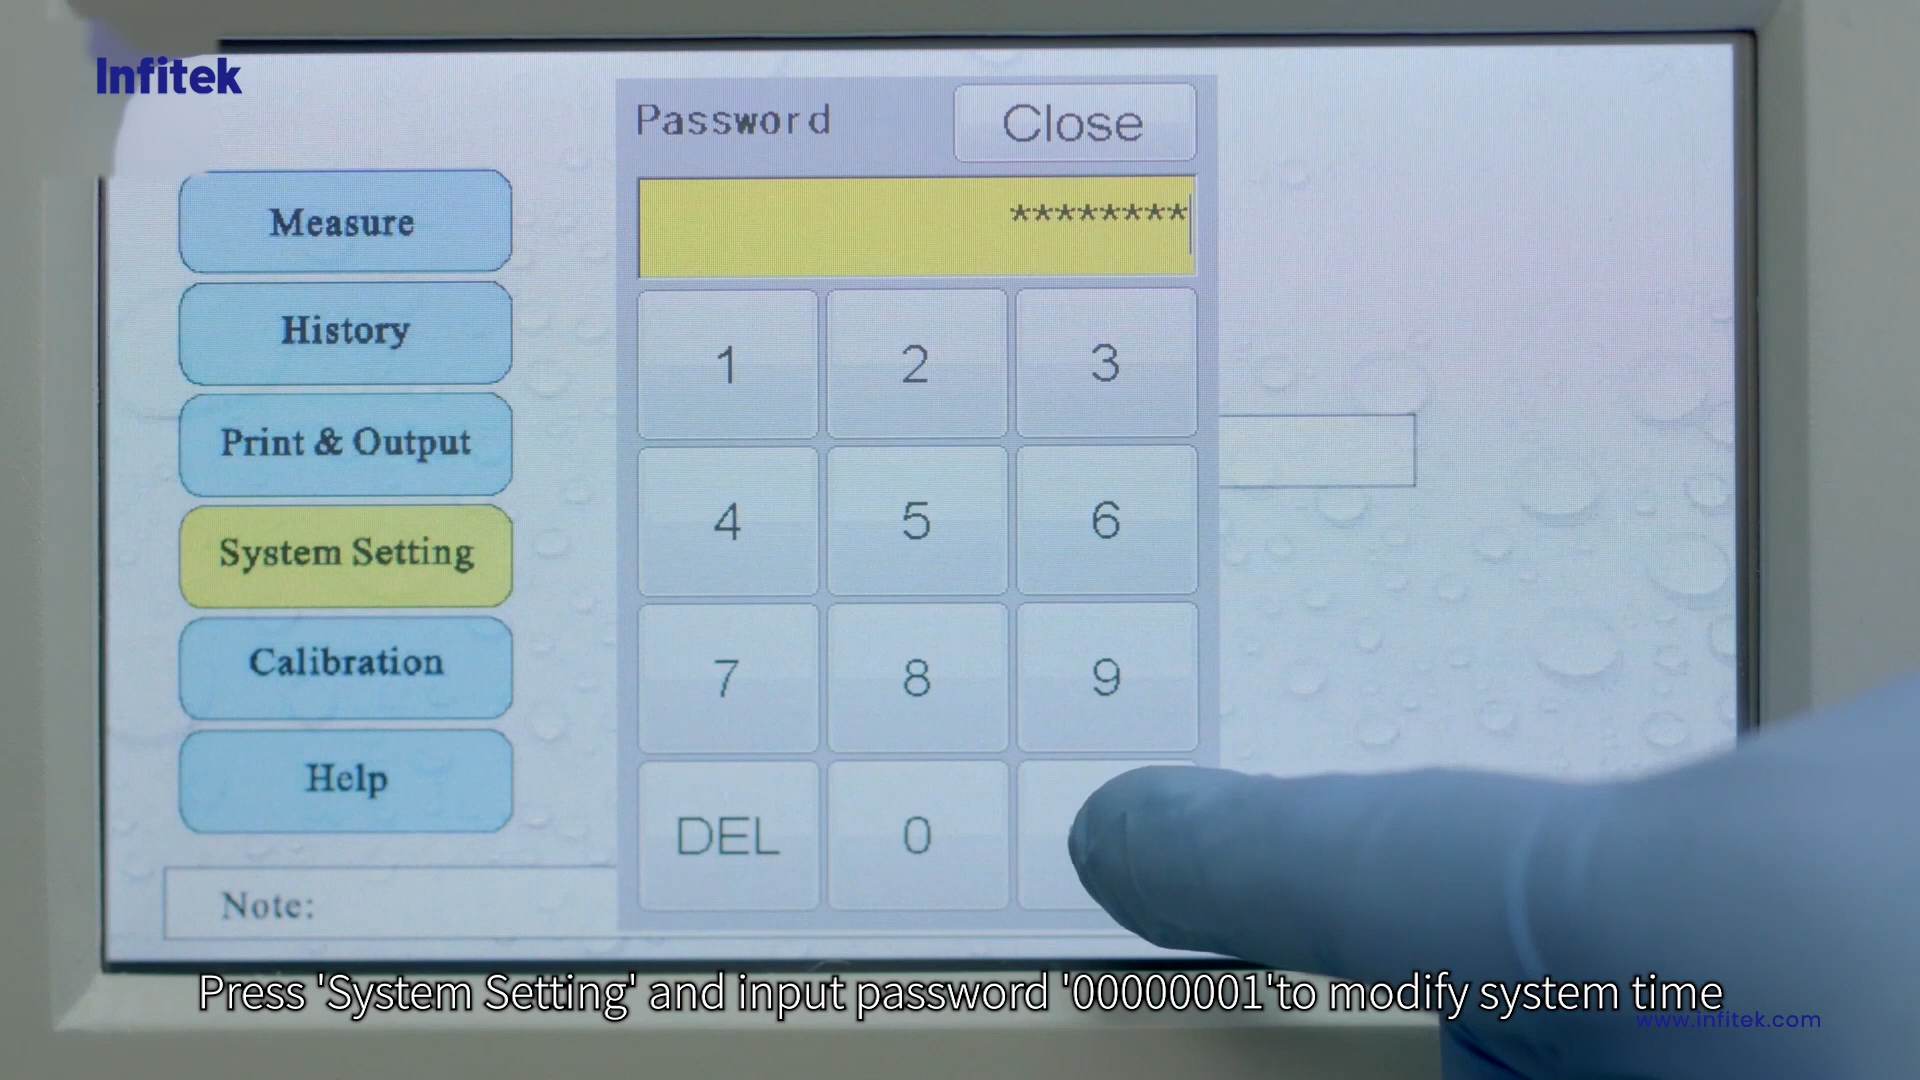 Infitek
Password
Close
********
Measure
History
Print & Output
System Setting
Calibration
Help
1 2 3
4 5 6
7 8 9
DEL 0
Note:
Press 'System Setting' and input password '00000001'to modify system time
www.infitek.com